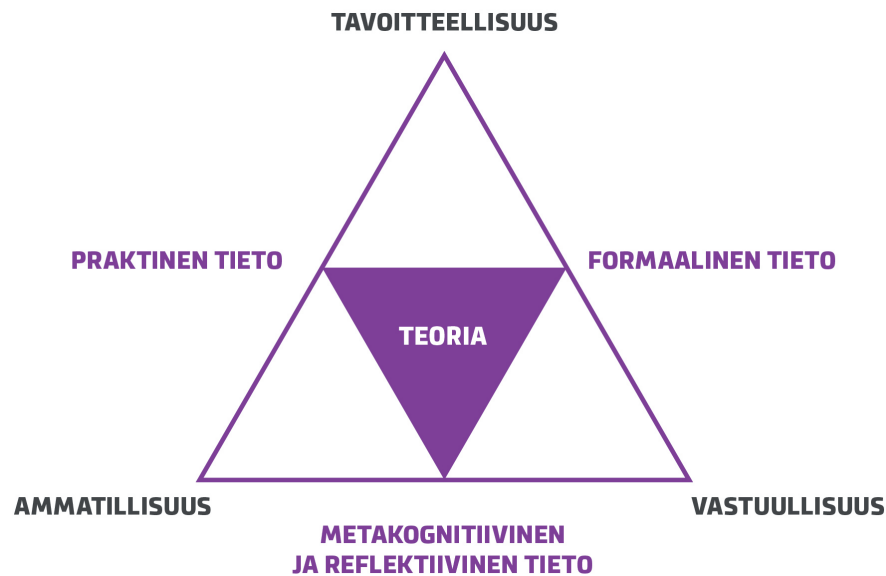 TAVOITTEELLISUUS
PRAKTINEN TIETO
FORMAALINEN TIETO
TEORIA
AMMATILLISUUS
VASTUULLISUUS
METAKOGNITIIVINEN
JA REFLEKTIIVINEN TIETO